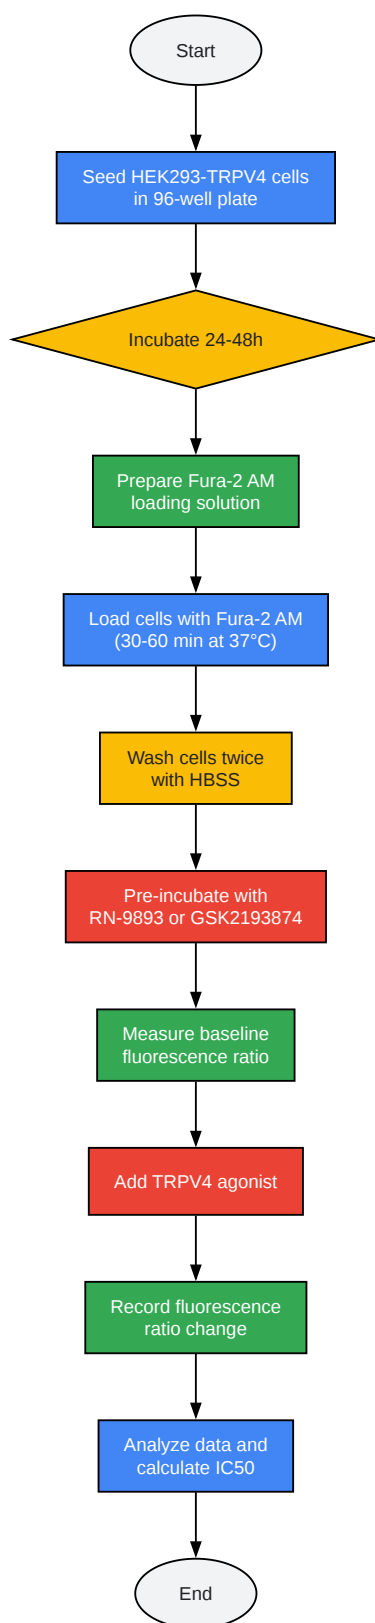 Start
Seed HEK293-TRPV4 cells
in 96-well plate
Incubate 24-48h
Prepare Fura-2 AM
loading solution
Load cells with Fura-2 AM
(30-60 min at 37°C)
Wash cells twice
with HBSS
Pre-incubate with
RN-9893 or GSK2193874
Measure baseline
fluorescence ratio
Add TRPV4 agonist
Record fluorescence
ratio change
Analyze data and
calculate IC50
End